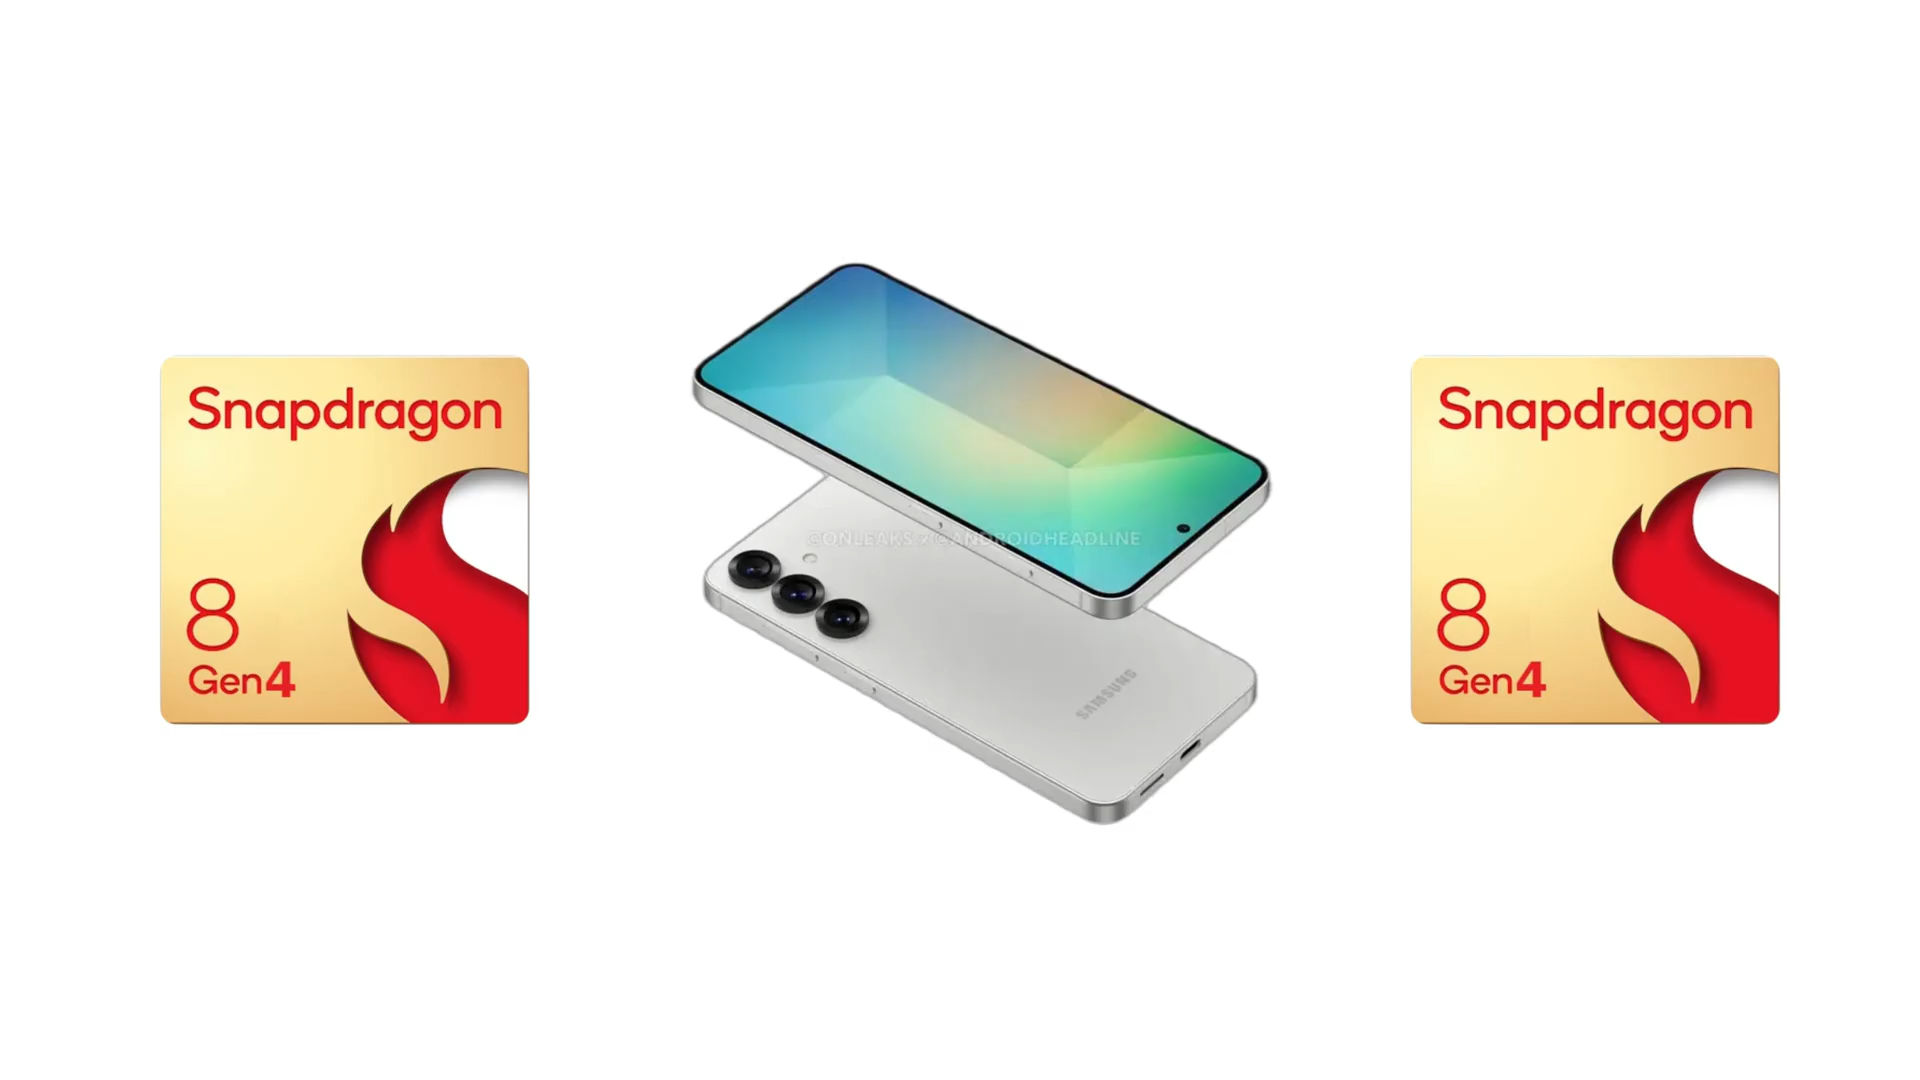 Snapdragon
8
Gen4
@ONLEAKS
@ANDROIDHEADLINE
SAMSUNG
Snapdragon
8
Gen4